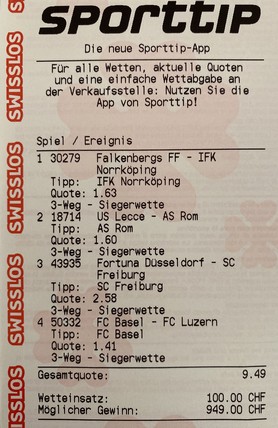 sporttip
Die neue Sporttip-App
Für alle Wetten, aktuelle Quoten
und eine einfache Wettabgabe an
der Verkaufsstelle: Nutzen Sie die
App von Sporttip!
Spiel / Ereignis
1 30279 Falkenbergs FF - IFK
Norrköping
Tipp: IFK Norrköping
Quote: 1.63
3-Weg - Siegerwette
2 18714 US Lecce - AS Rom
Tipp: AS Rom
Quote: 1.60
3-Weg - Siegerwette
3 43935 Fortuna Düsseldorf - SC
Freiburg
Tipp: SC Freiburg
Quote: 2.58
3-Weg - Siegerwette
4 50332 FC Basel - FC Luzern
Tipp: FC Basel
Quote: 1.41
3-Weg - Siegerwette
Gesamtquote: 9.49
Wetteinsatz: 100.00 CHF
Möglicher Gewinn: 949.00 CHF
SWISSLOS
SWISSLOS
SWISSLOS
SWISSLOS